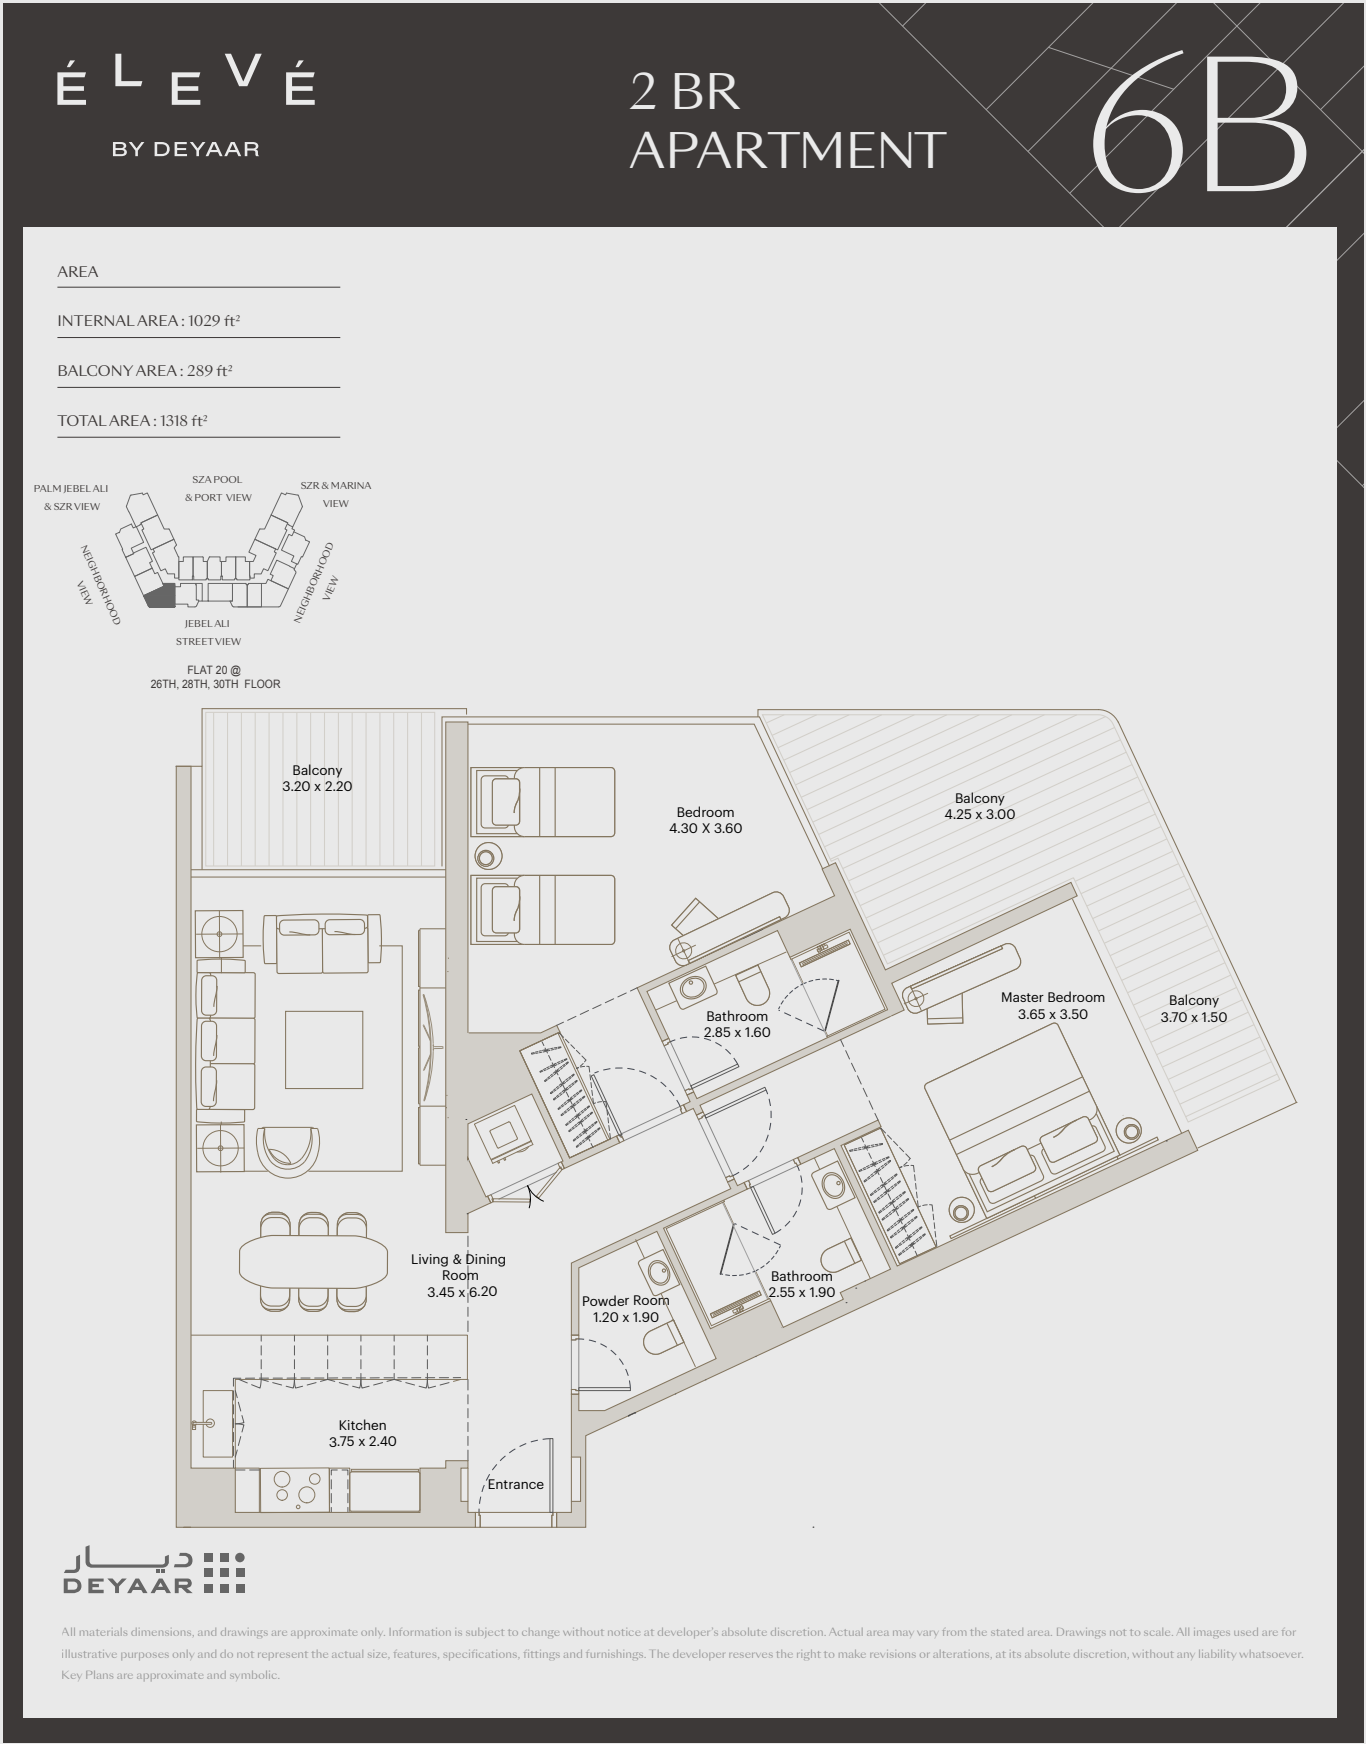 ÉLEVÉ
BY DEYAAR
2 BR
APARTMENT
6B
AREA
INTERNAL AREA : 1029 ft²
BALCONY AREA : 289 ft²
TOTAL AREA : 1318 ft²
PALM JEBEL ALI
& SZR VIEW
SZA POOL
& PORT VIEW
SZR & MARINA
VIEW
NEIGHBORHOOD
VIEW
NEIGHBORHOOD
VIEW
JEBEL ALI
STREET VIEW
FLAT 20 @
26TH, 28TH, 30TH FLOOR
Balcony
3.20 x 2.20
Bedroom
4.30 X 3.60
Balcony
4.25 x 3.00
Master Bedroom
3.65 x 3.50
Balcony
3.70 x 1.50
Bathroom
2.85 x 1.60
Living & Dining
Room
3.45 x 6.20
Bathroom
2.55 x 1.90
Powder Room
1.20 x 1.90
Kitchen
3.75 x 2.40
Entrance
ديار
DEYAAR
All materials dimensions, and drawings are approximate only. Information is subject to change without notice at developer's absolute discretion. Actual area may vary from the stated area. Drawings not to scale. All images used are for
illustrative purposes only and do not represent the actual size, features, specifications, fittings and furnishings. The developer reserves the right to make revisions or alterations, at its absolute discretion, without any liability whatsoever.
Key Plans are approximate and symbolic.